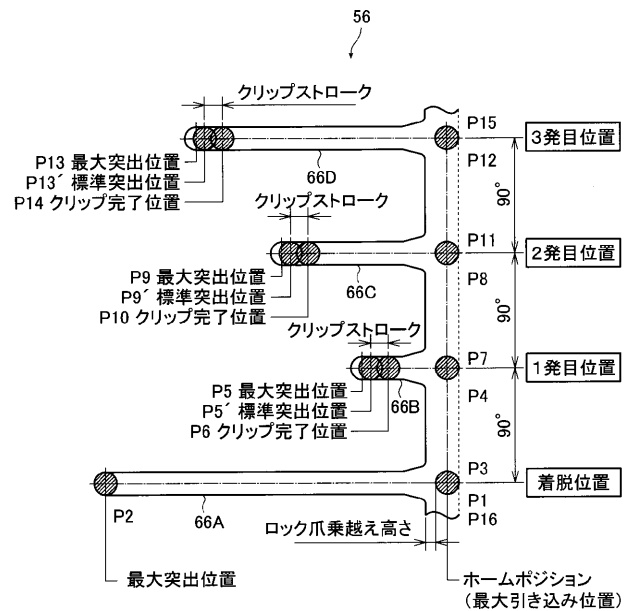 56
クリップストローク
P15
3発目位置
P13 最大突出位置
P13´ 標準突出位置
P14 クリップ完了位置
66D
P12
90°
クリップストローク
P11
2発目位置
P9 最大突出位置
P9´ 標準突出位置
P10 クリップ完了位置
66C
P8
90°
クリップストローク
P7
1発目位置
P5 最大突出位置
P5´ 標準突出位置
P6 クリップ完了位置
66B
P4
90°
P3
着脱位置
P2
66A
P1
P16
ロック爪乗越え高さ
最大突出位置
ホームポジション
(最大引き込み位置)